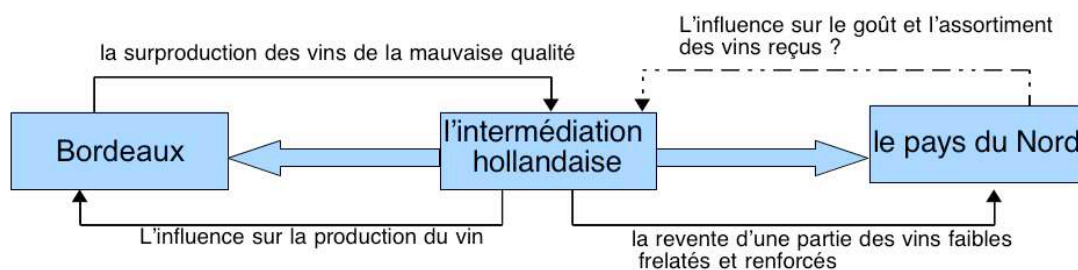 L'influence sur le goût et l'assortiment
des vins reçus ?
la surproduction des vins de la mauvaise qualité
Bordeaux
l'intermédiation
hollandaise
le pays du Nord
L'influence sur la production du vin
la revente d'une partie des vins faibles
frelatés et renforcés